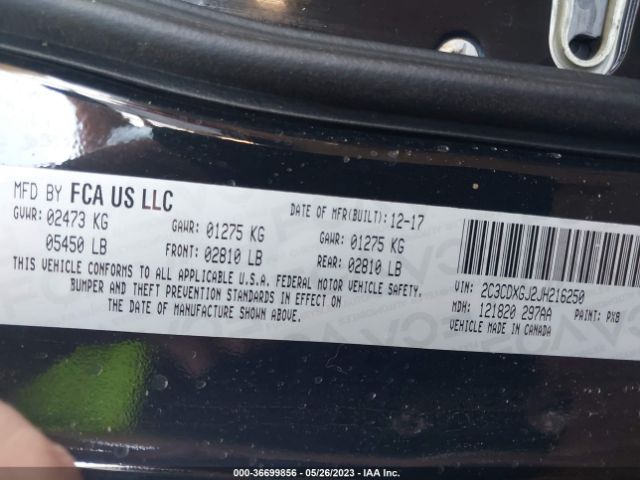 MFD BY FCA US LLC
DATE OF MFR(BUILT): 12-17
GVWR: 02473 KG
GAWR: 01275 KG
GAWR: 01275 KG
05450 LB
FRONT: 02810 LB
REAR: 02810 LB
THIS VEHICLE CONFORMS TO ALL APPLICABLE U.S.A. FEDERAL MOTOR VEHICLE SAFETY,
BUMPER AND THEFT PREVENTION STANDARDS IN EFFECT ON
THE DATE OF MANUFACTURE SHOWN ABOVE.
VIN: 2C3CDXGJ2JH216250
MDH: 121820 297AA PAINT: PX8
VEHICLE MADE IN CANADA
000-36699856 — 05/26/2023 — IAA Inc.